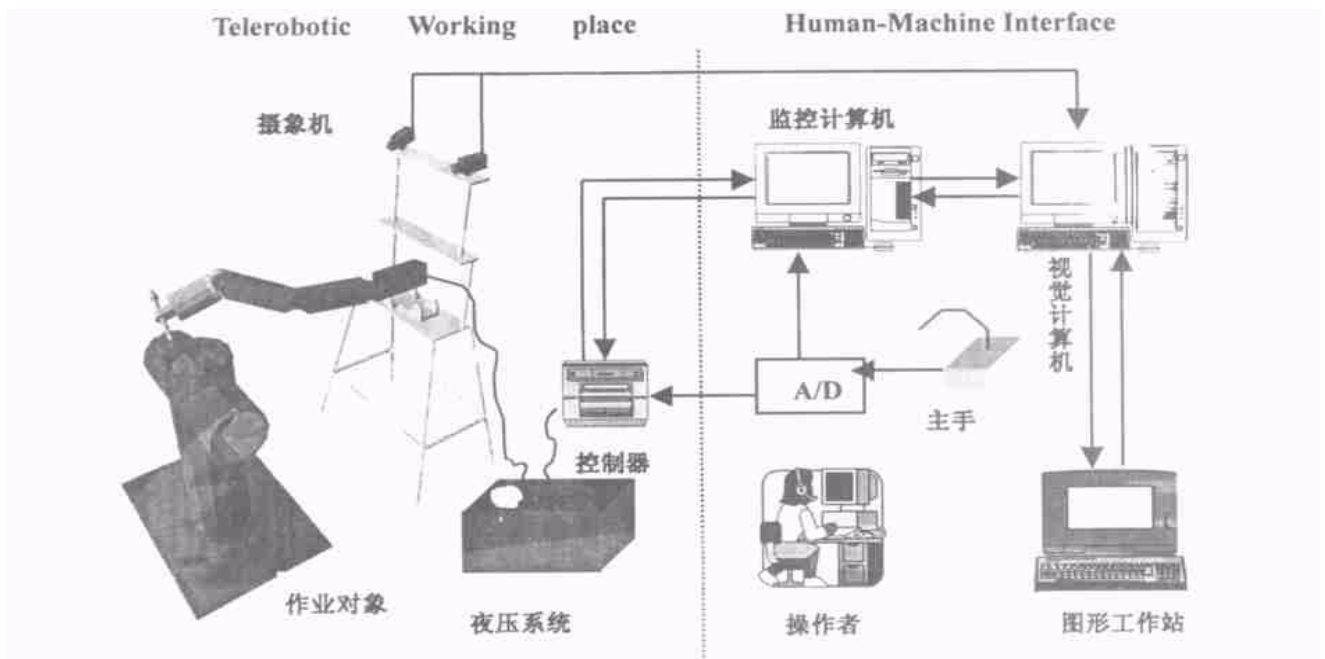 Telerobotic Working place
Human-Machine Interface
摄象机
监控计算机
视觉计算机
A/D
主手
控制器
作业对象
夜压系统
操作者
图形工作站